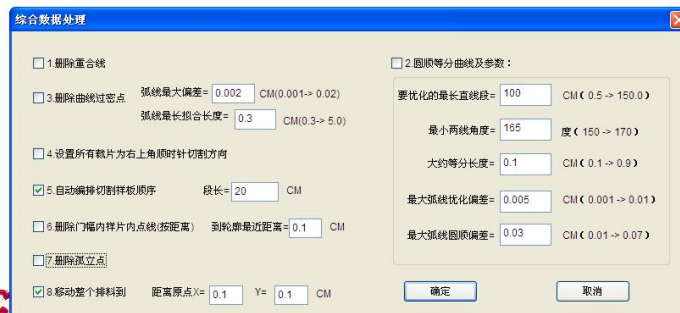 综合数据处理
1.删除重合线
3.删除曲线过密点 弧线最大偏差= 0.002 CM(0.001-> 0.02)
弧线最长拟合长度= 0.3 CM(0.3-> 5.0)
4.设置所有裁片为右上角顺时针切割方向
5.自动编排切割样板顺序 段长= 20 CM
6.删除门幅内样片内点线(按距离) 到轮廓最近距离= 0.1 CM
7.删除孤立点
8.移动整个排料到 距离原点X= 0.1 Y= 0.1 CM
2.圆顺等分曲线及参数：
要优化的最长直线段= 100 CM ( 0.5 -> 150.0 )
最小两线角度= 165 度 ( 150 -> 170 )
大约等分长度= 0.1 CM ( 0.1 -> 0.9 )
最大弧线优化偏差= 0.005 CM ( 0.001 -> 0.01 )
最大弧线圆顺偏差= 0.03 CM ( 0.01 -> 0.07 )
确定 取消